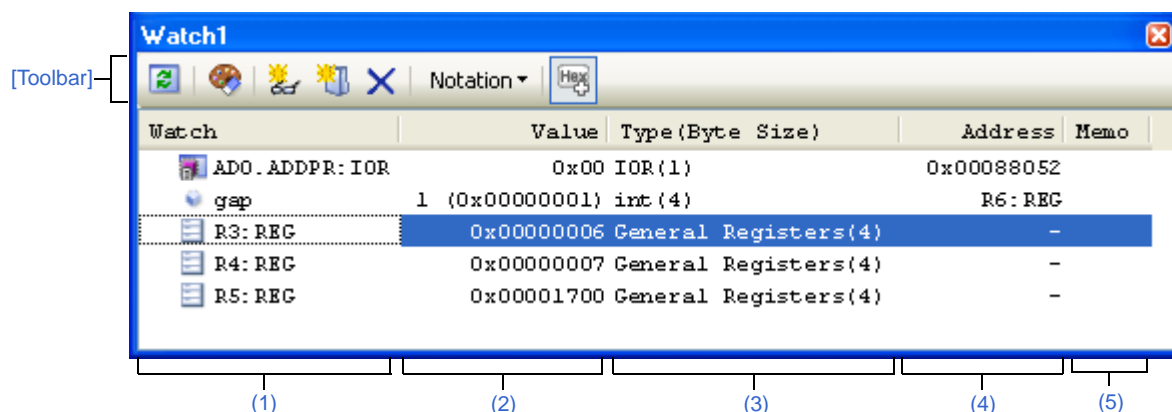 Watch1
[Toolbar]
Notation Hex
Watch Value Type(Byte Size) Address Memo
AD0.ADDPR:IOR 0x00 IOR(1) 0x00088052
gap 1 (0x00000001) int(4) R6:REG
R3:REG 0x00000006 General Registers(4) -
R4:REG 0x00000007 General Registers(4) -
R5:REG 0x00001700 General Registers(4) -
(1) (2) (3) (4) (5)